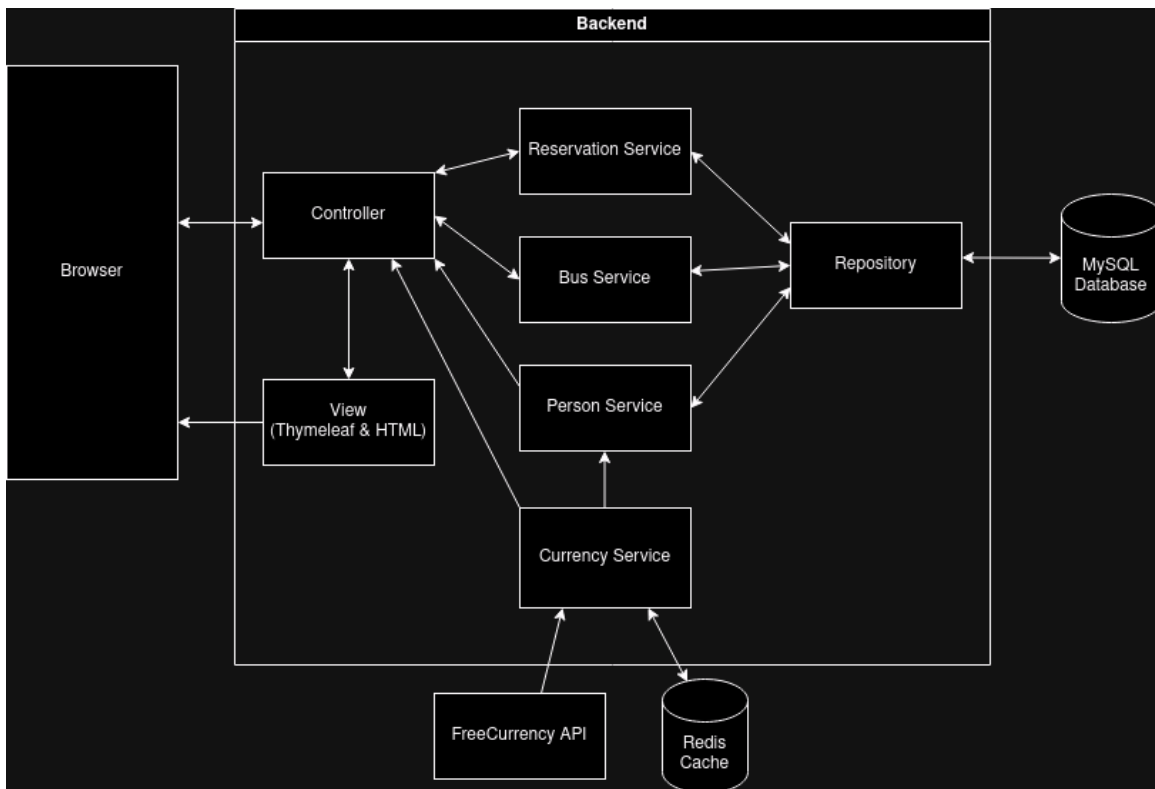 Backend
Browser
Controller
View
(Thymeleaf & HTML)
Reservation Service
Bus Service
Person Service
Currency Service
Repository
MySQL
Database
FreeCurrency API
Redis
Cache